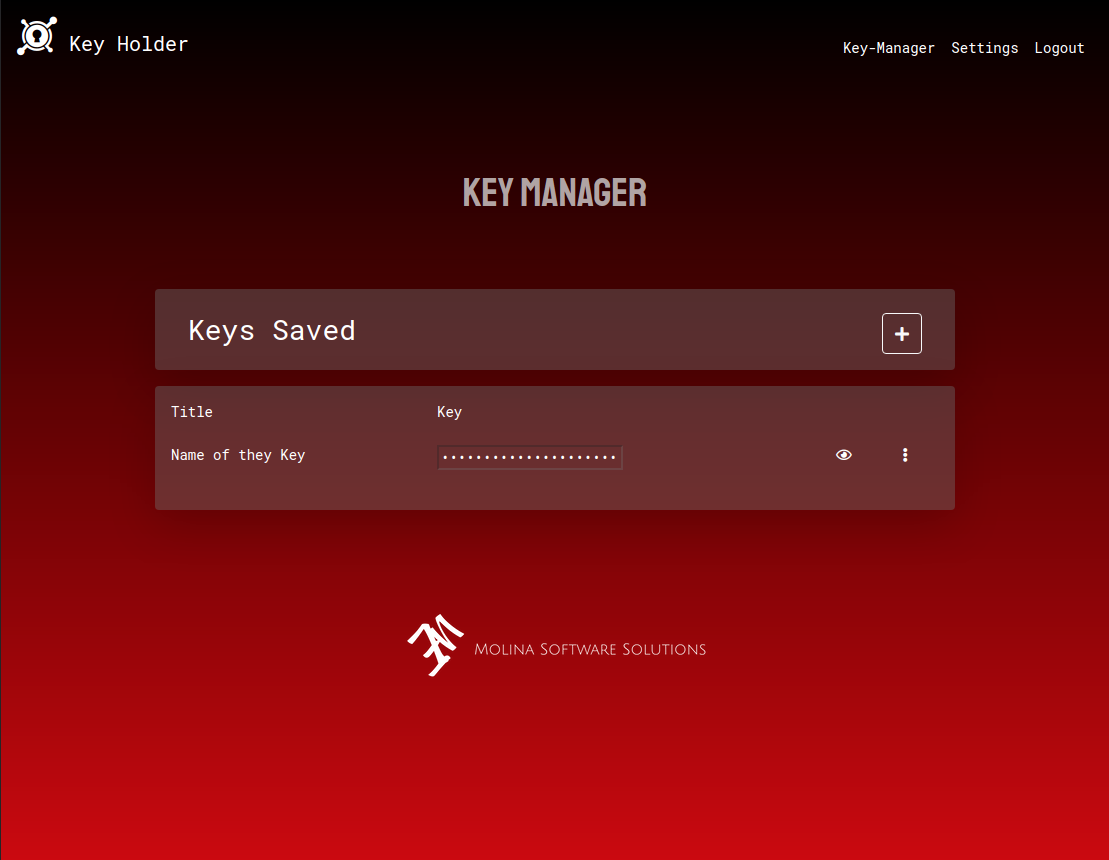 Key Holder
Key-Manager Settings Logout
KEY MANAGER
Keys Saved
Title Key
Name of they Key •••••••••••••••••••••
Molina Software Solutions